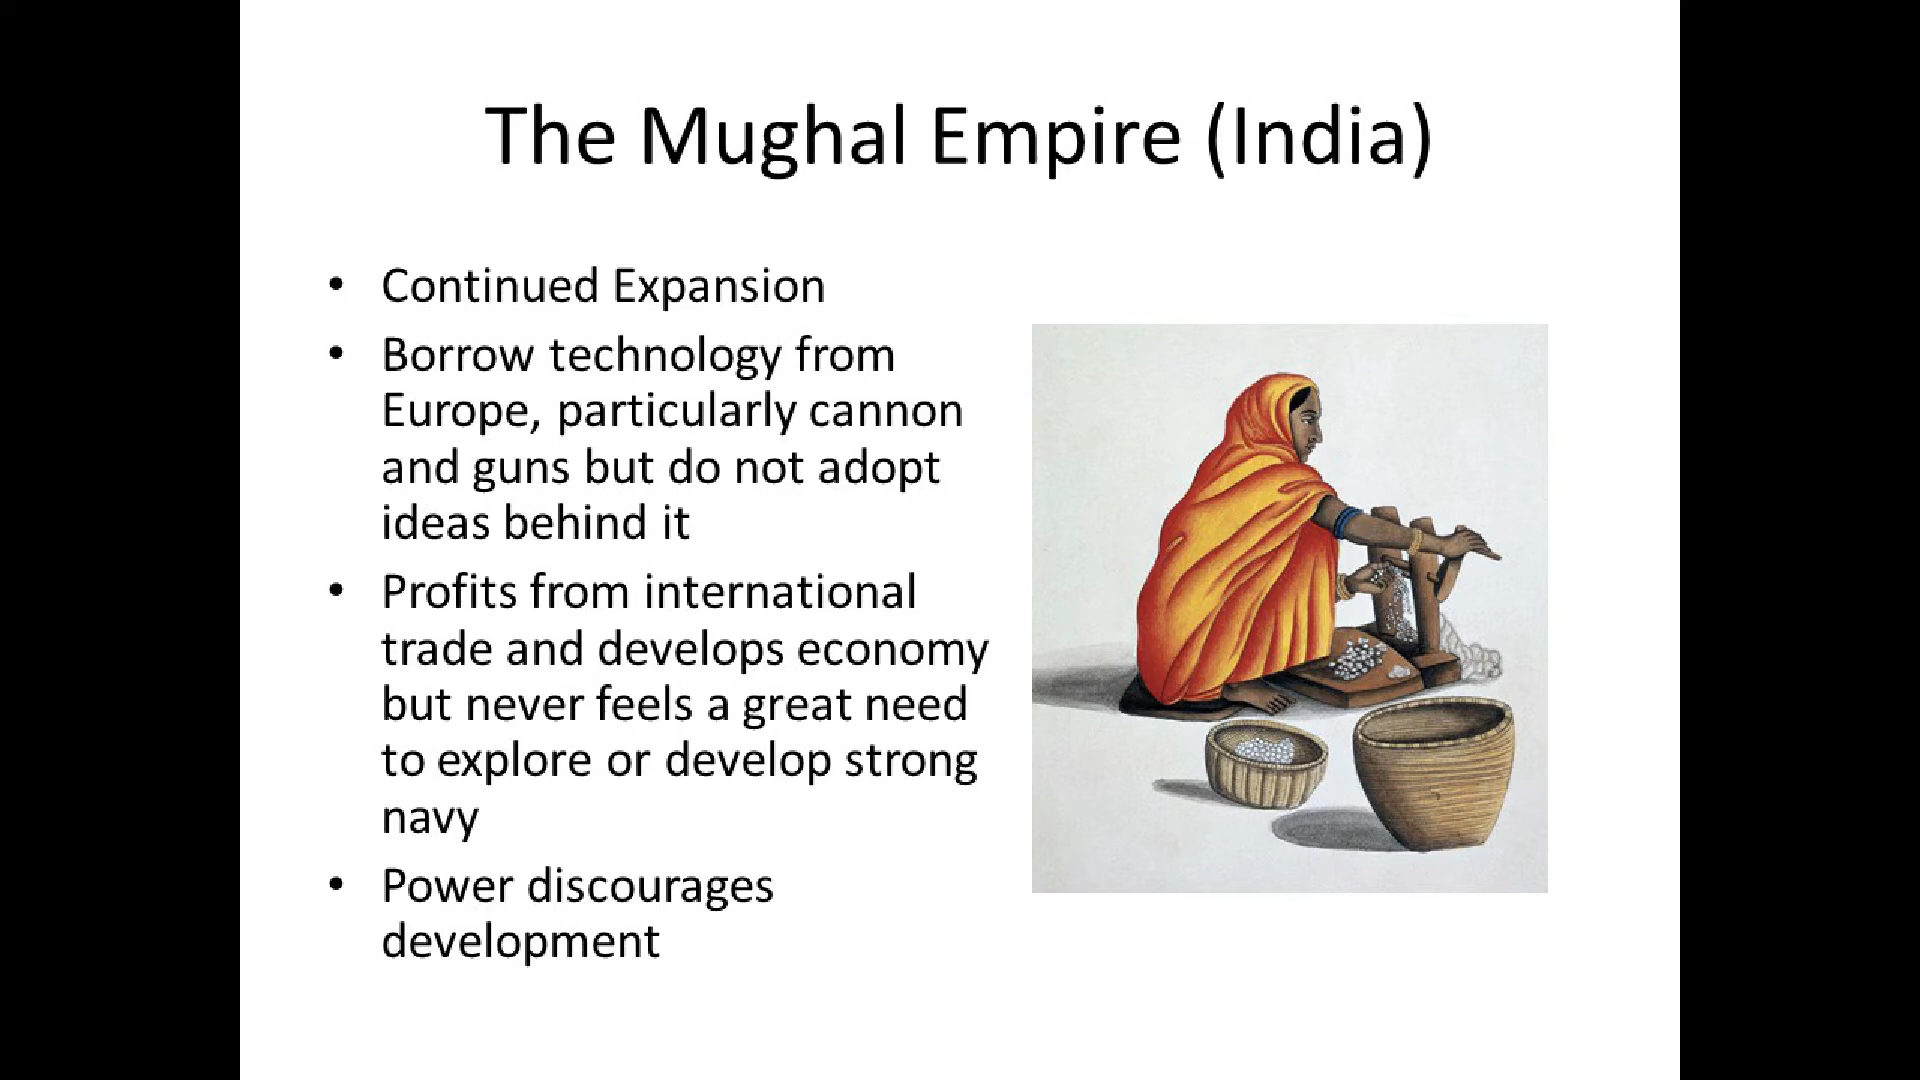 The Mughal Empire (India)
• Continued Expansion
• Borrow technology from
Europe, particularly cannon
and guns but do not adopt
ideas behind it
• Profits from international
trade and develops economy
but never feels a great need
to explore or develop strong
navy
• Power discourages
development